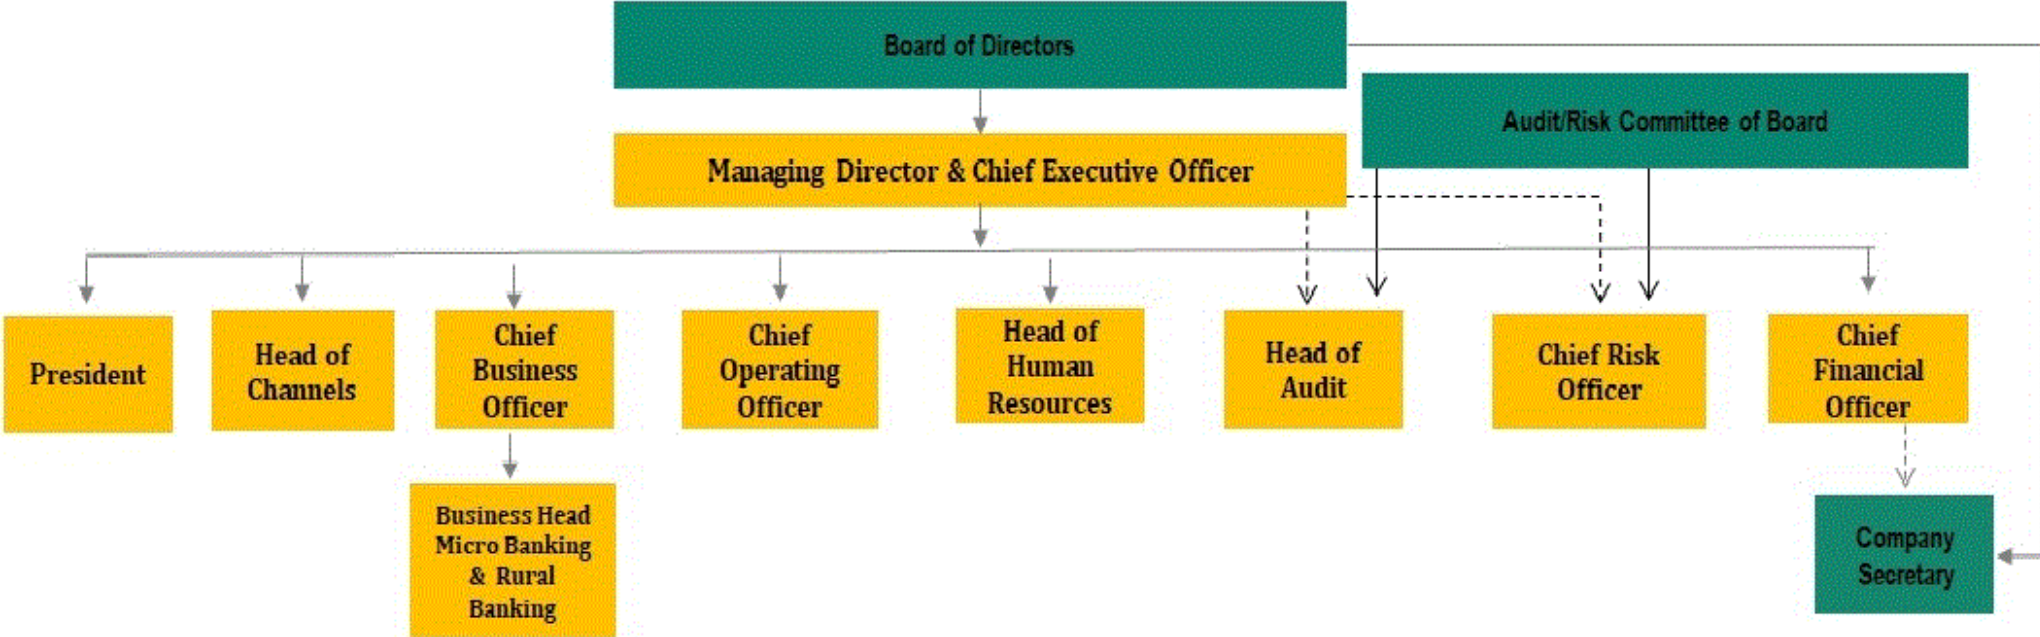 Board of Directors
Audit/Risk Committee of Board
Managing Director & Chief Executive Officer
President
Head of
Channels
Chief
Business
Officer
Chief
Operating
Officer
Head of
Human
Resources
Head of
Audit
Chief Risk
Officer
Chief
Financial
Officer
Business Head
Micro Banking
& Rural
Banking
Company
Secretary